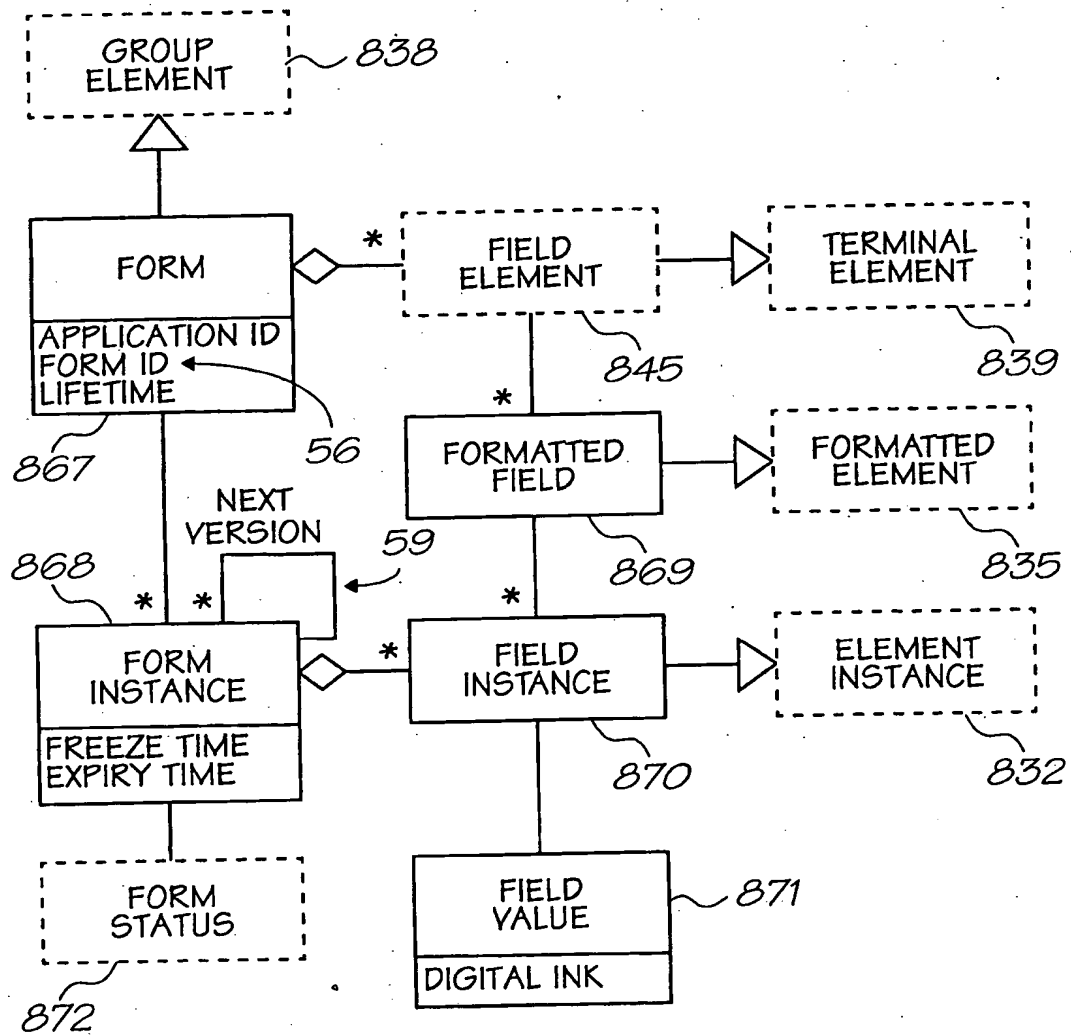 GROUP
ELEMENT
838
FORM
APPLICATION ID
FORM ID
LIFETIME
867
56
*
FIELD
ELEMENT
845
TERMINAL
ELEMENT
839
*
FORMATTED
FIELD
869
FORMATTED
ELEMENT
835
NEXT
VERSION
59
868
* *
FORM
INSTANCE
FREEZE TIME
EXPIRY TIME
*
*
FIELD
INSTANCE
870
ELEMENT
INSTANCE
832
FORM
STATUS
872
FIELD
VALUE
DIGITAL INK
871